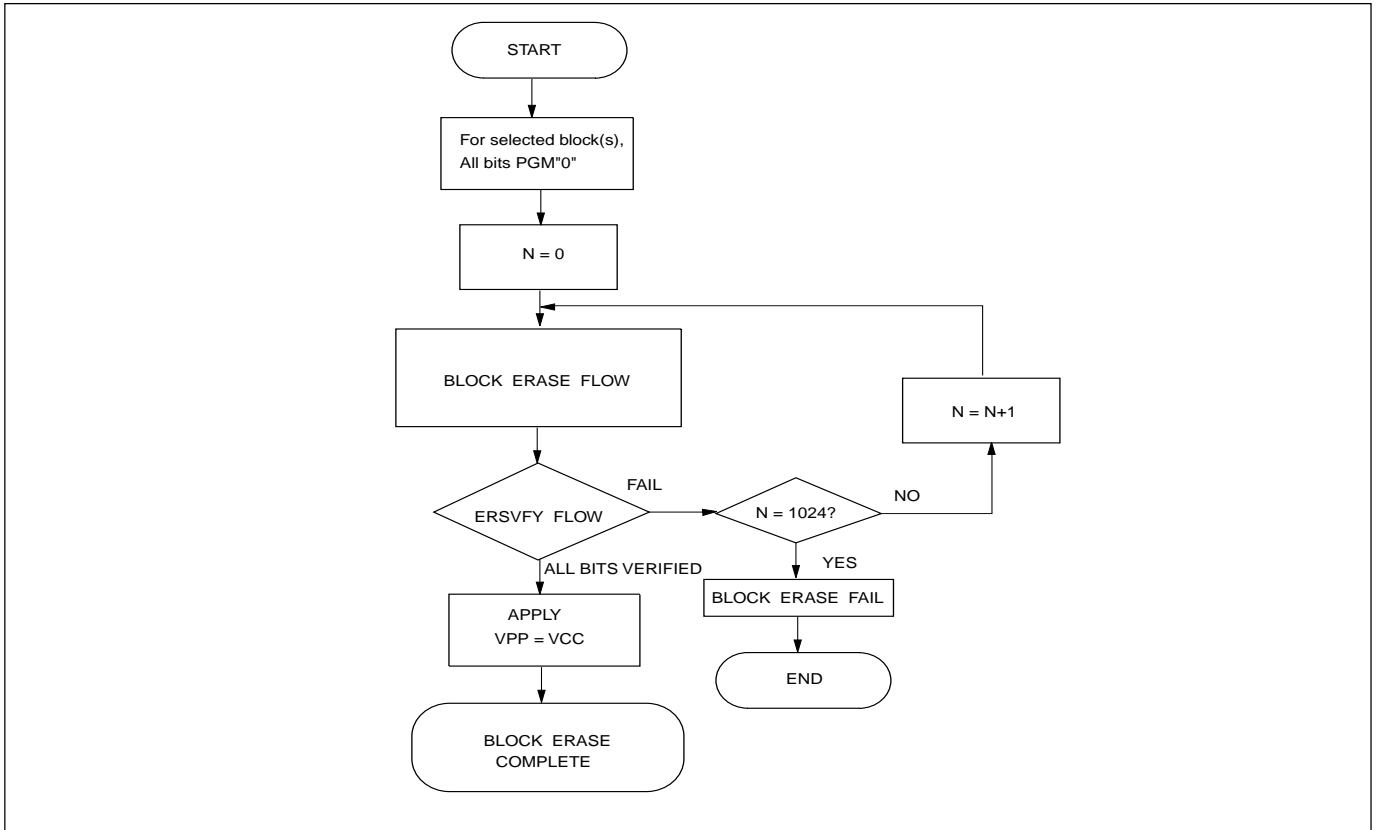 START
For selected block(s),
All bits PGM"0"
N = 0
BLOCK ERASE FLOW
N = N+1
FAIL
NO
ERSVFY FLOW
N = 1024?
ALL BITS VERIFIED
YES
BLOCK ERASE FAIL
APPLY
VPP = VCC
END
BLOCK ERASE
COMPLETE